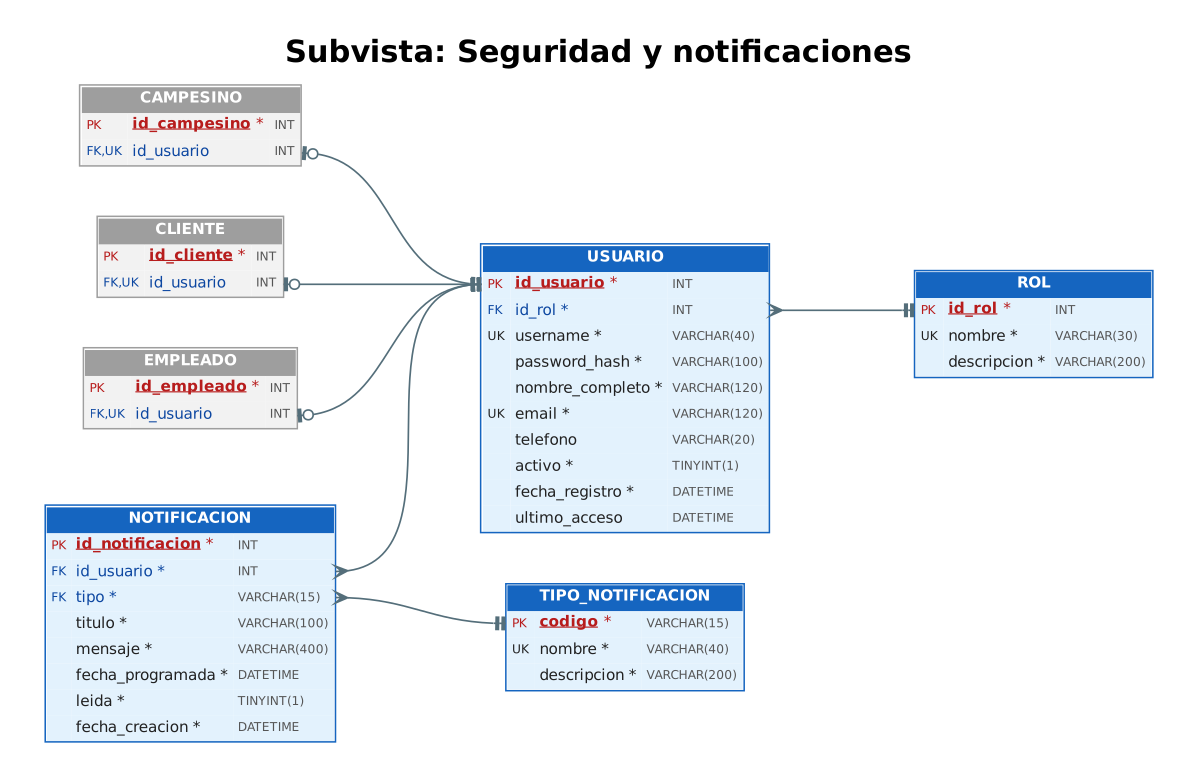 Subvista: Seguridad y notificaciones
CAMPESINO
PK id_campesino * INT
FK,UK id_usuario INT
CLIENTE
PK id_cliente * INT
FK,UK id_usuario INT
EMPLEADO
PK id_empleado * INT
FK,UK id_usuario INT
USUARIO
PK id_usuario * INT
FK id_rol * INT
UK username * VARCHAR(40)
password_hash * VARCHAR(100)
nombre_completo * VARCHAR(120)
UK email * VARCHAR(120)
telefono VARCHAR(20)
activo * TINYINT(1)
fecha_registro * DATETIME
ultimo_acceso DATETIME
ROL
PK id_rol * INT
UK nombre * VARCHAR(30)
descripcion * VARCHAR(200)
NOTIFICACION
PK id_notificacion * INT
FK id_usuario * INT
FK tipo * VARCHAR(15)
titulo * VARCHAR(100)
mensaje * VARCHAR(400)
fecha_programada * DATETIME
leida * TINYINT(1)
fecha_creacion * DATETIME
TIPO_NOTIFICACION
PK codigo * VARCHAR(15)
UK nombre * VARCHAR(40)
descripcion * VARCHAR(200)